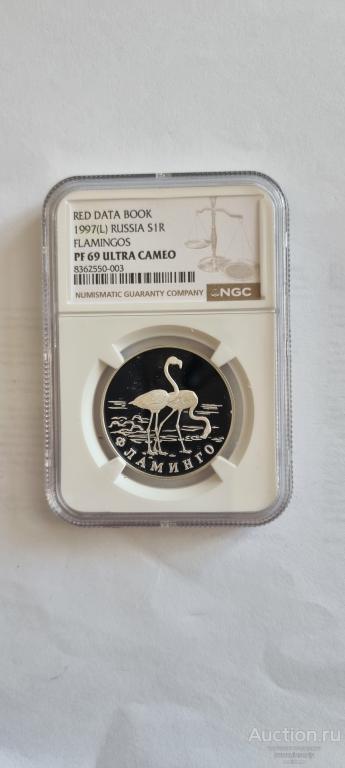 RED DATA BOOK
1997(L) RUSSIA S1R
FLAMINGOS
PF 69 ULTRA CAMEO
8362550-003
NUMISMATIC GUARANTY COMPANY
NGC
ФЛАМИНГО
Auction.ru